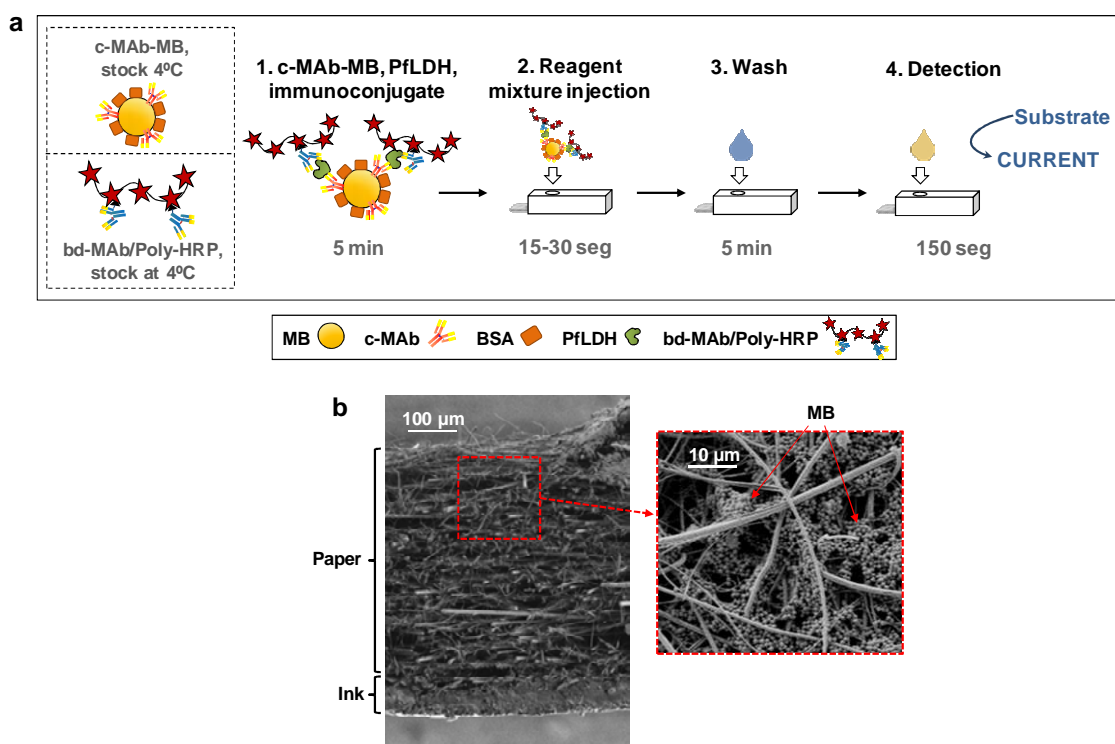 a
c-MAb-MB,
stock 4ºC
bd-MAb/Poly-HRP,
stock at 4ºC
1. c-MAb-MB, PfLDH,
immunoconjugate
5 min
2. Reagent
mixture injection
15-30 seg
3. Wash
5 min
4. Detection
Substrate
CURRENT
150 seg
MB c-MAb BSA PfLDH bd-MAb/Poly-HRP
b
100 µm
Paper
Ink
MB
10 µm